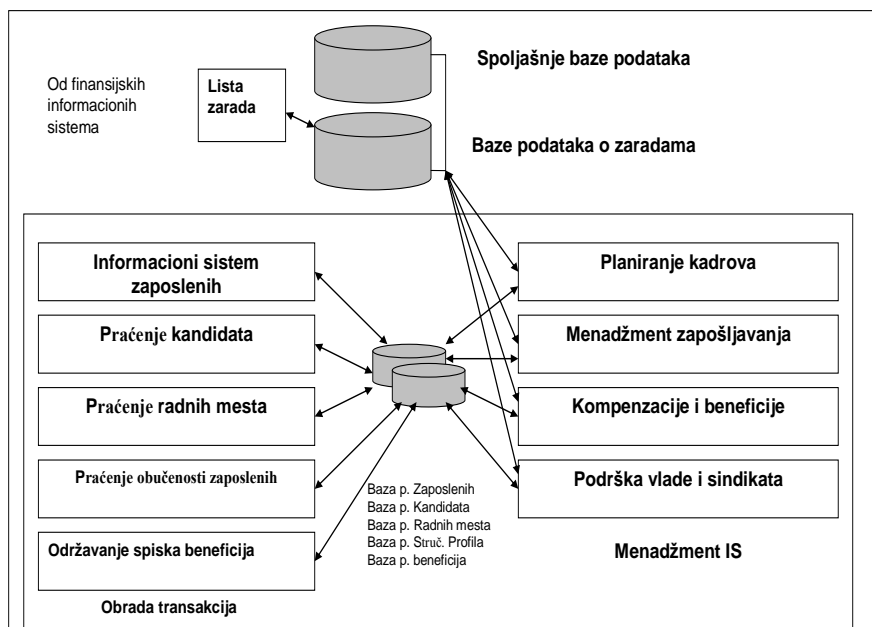 Spoljašnje baze podataka
Od finansijskih
informacionih
sistema
Lista
zarada
Baze podataka o zaradama
Informacioni sistem
zaposlenih
Praćenje kandidata
Praćenje radnih mesta
Praćenje obučenosti zaposlenih
Održavanje spiska beneficija
Obrada transakcija
Baza p. Zaposlenih
Baza p. Kandidata
Baza p. Radnih mesta
Baza p. Struč. Profila
Baza p. beneficija
Planiranje kadrova
Menadžment zapošljavanja
Kompenzacije i beneficije
Podrška vlade i sindikata
Menadžment IS